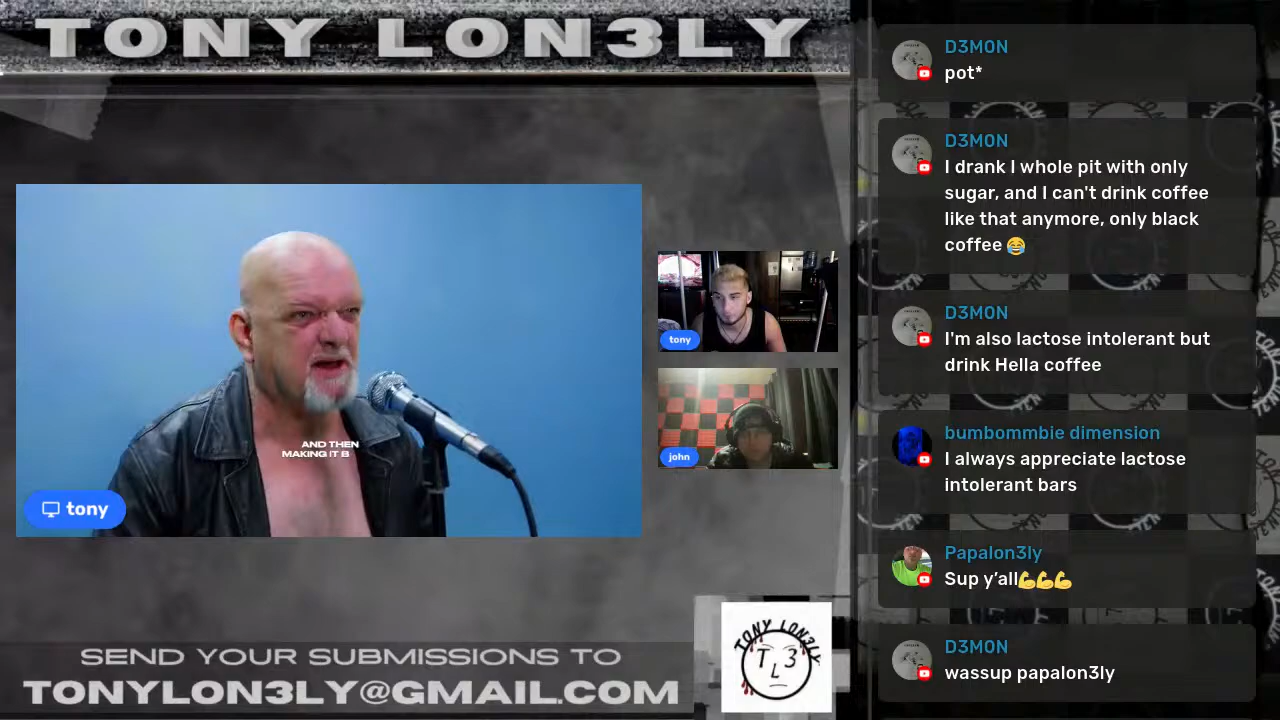 TONY LON3LY
AND THEN
MAKING IT B
tony
tony
john
SEND YOUR SUBMISSIONS TO
TONYLON3LY@GMAIL.COM
TONY LON3LY
T L 3
D3M0N
pot*
D3M0N
I drank I whole pit with only
sugar, and I can't drink coffee
like that anymore, only black
coffee 😂
D3M0N
I'm also lactose intolerant but
drink Hella coffee
bumbommbie dimension
I always appreciate lactose
intolerant bars
Papalon3ly
Sup y’all💪💪💪
D3M0N
wassup papalon3ly